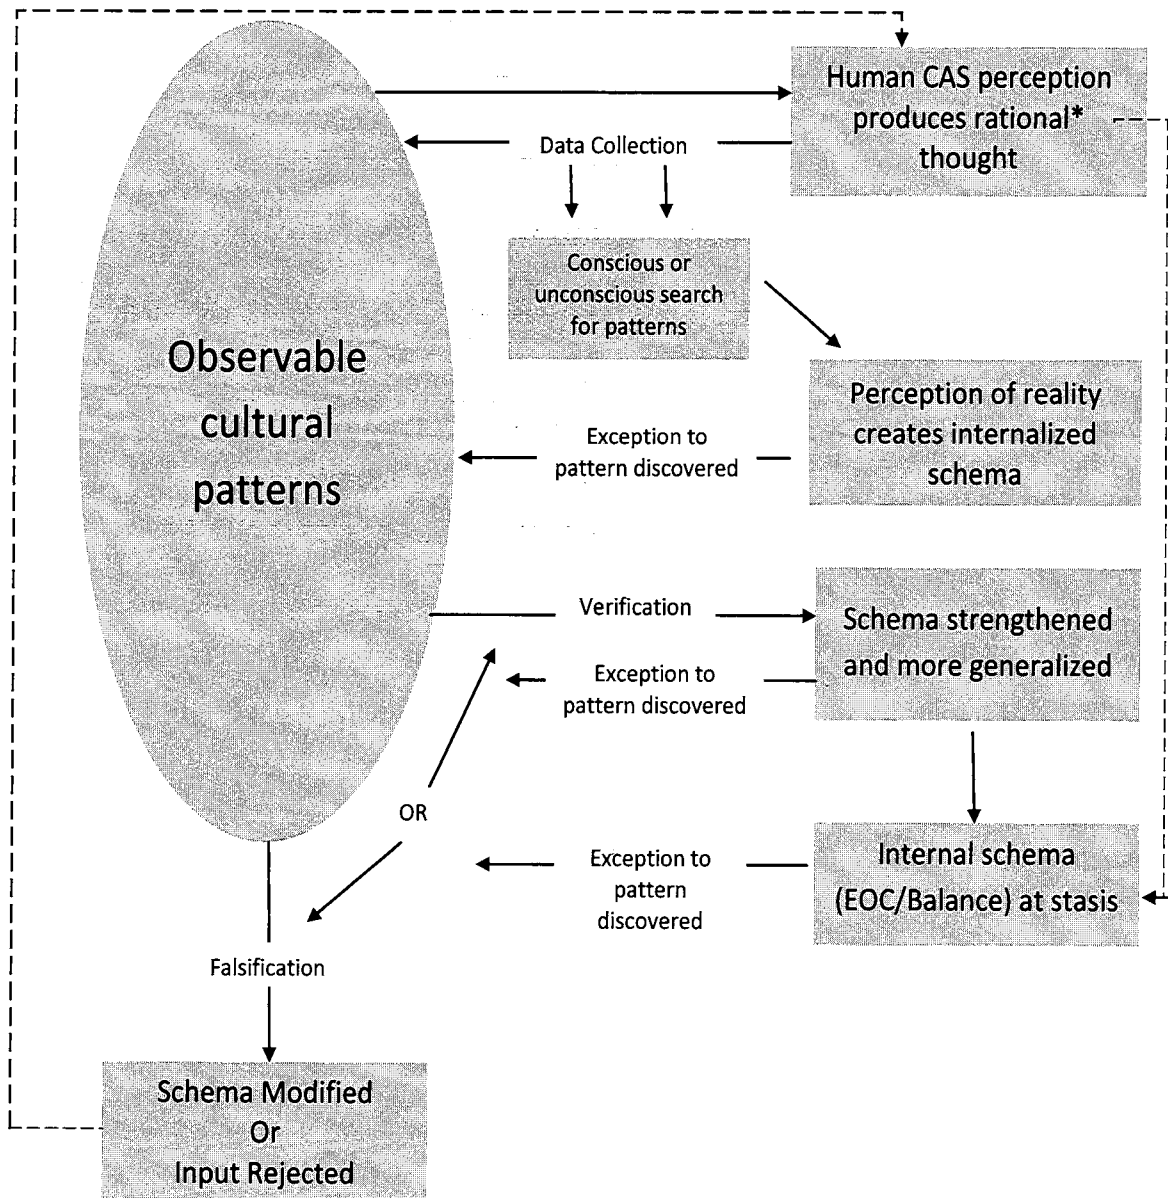 Human CAS perception
produces rational*
thought
Data Collection
Conscious or
unconscious search
for patterns
Observable
cultural
patterns
Perception of reality
creates internalized
schema
Exception to
pattern discovered
Verification
Schema strengthened
and more generalized
Exception to
pattern discovered
OR
Exception to
pattern
discovered
Internal schema
(EOC/Balance) at stasis
Falsification
Schema Modified
Or
Input Rejected